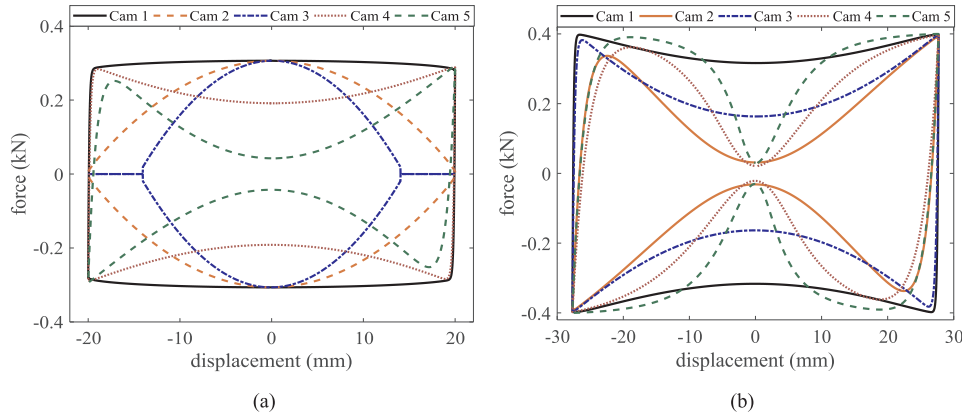 Cam 1 Cam 2 Cam 3 Cam 4 Cam 5
0.4
0.2
0
-0.2
-0.4
force (kN)
-20 -10 0 10 20
displacement (mm)
(a)
Cam 1 Cam 2 Cam 3 Cam 4 Cam 5
0.4
0.2
0
-0.2
-0.4
force (kN)
-30 -20 -10 0 10 20 30
displacement (mm)
(b)